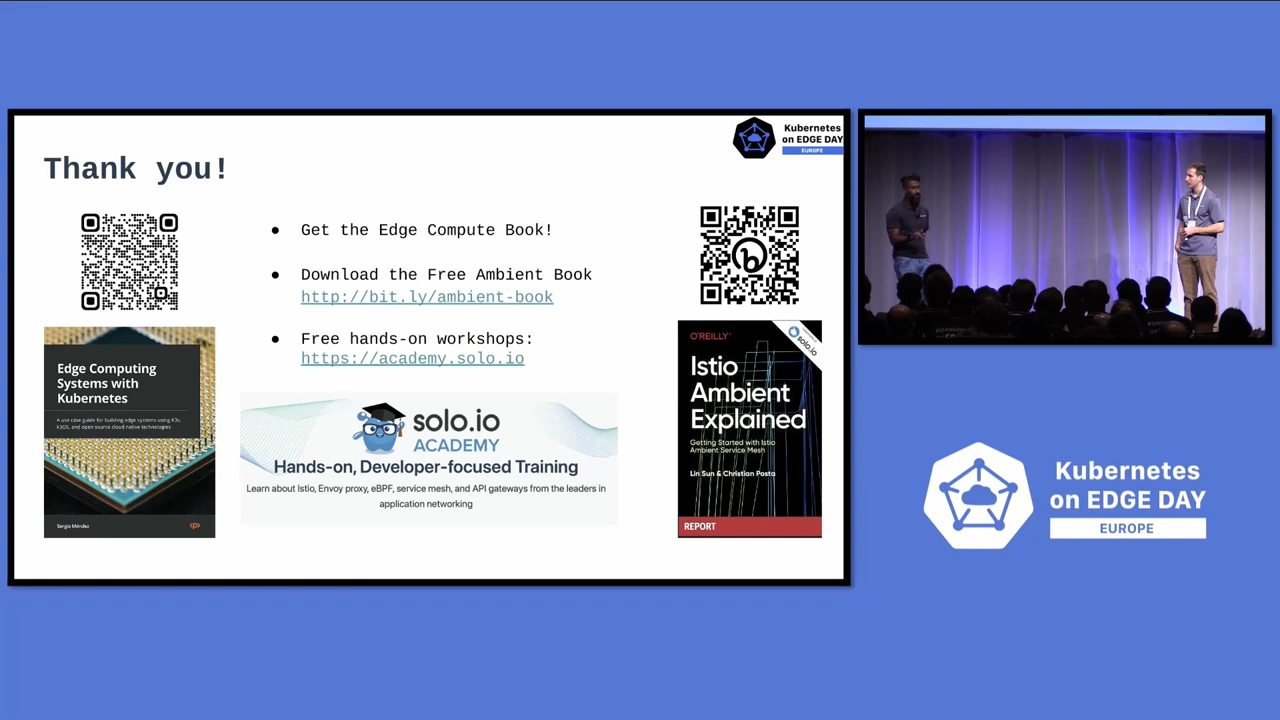 Kubernetes
on EDGE DAY
EUROPE
Thank you!
● Get the Edge Compute Book!
● Download the Free Ambient Book
http://bit.ly/ambient-book
● Free hands-on workshops:
https://academy.solo.io
Edge Computing
Systems with
Kubernetes
A use case guide for building edge systems using K3s,
k3OS, and open source cloud native technologies
Sergio Méndez
solo.io
ACADEMY
Hands-on, Developer-focused Training
Learn about Istio, Envoy proxy, eBPF, service mesh, and API gateways from the leaders in
application networking
O'REILLY
solo.io
Istio
Ambient
Explained
Getting Started with Istio
Ambient Service Mesh
Lin Sun & Christian Posta
REPORT
Kubernetes
on EDGE DAY
EUROPE